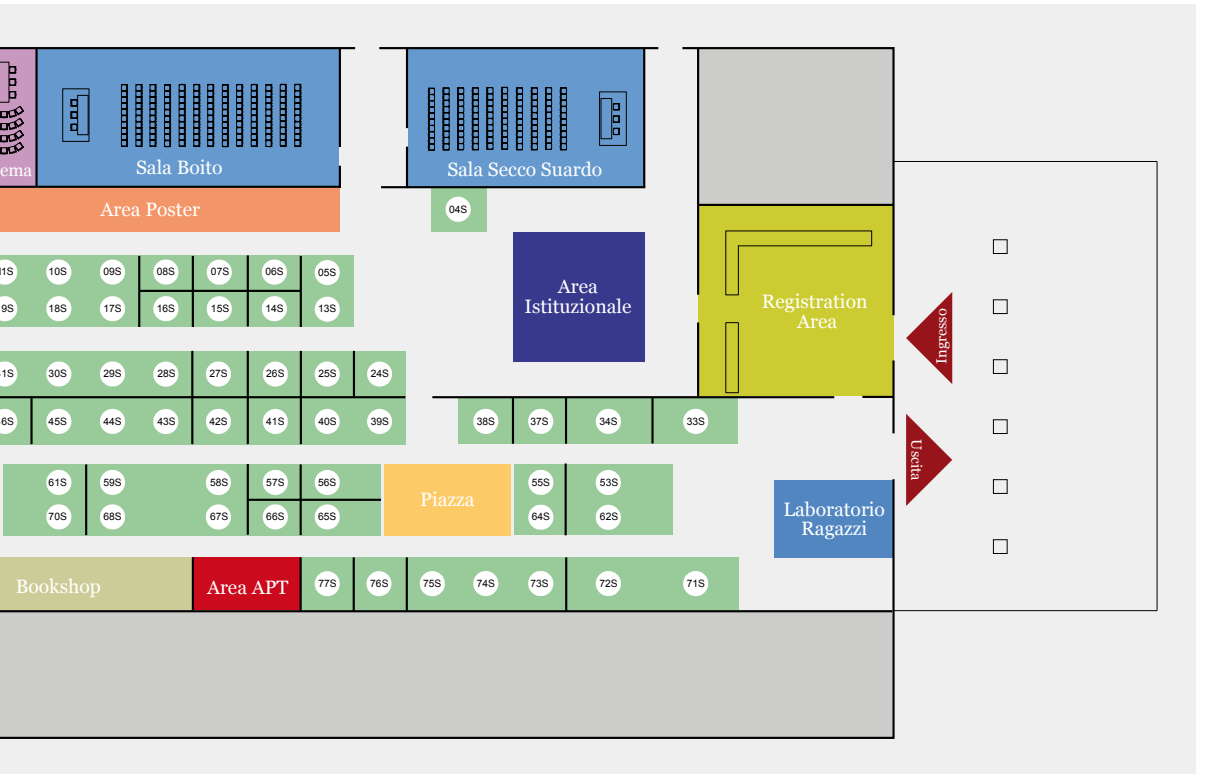 Sala Boito
Sala Secco Suardo
Area Poster
04S
10S 09S 08S 07S 06S 05S
18S 17S 16S 15S 14S 13S
Area
Istituzionale
Registration
Area
Ingresso
30S 29S 28S 27S 26S 25S 24S
45S 44S 43S 42S 41S 40S 39S 38S 37S 34S 33S
Uscita
61S 59S 58S 57S 56S
Piazza
55S 53S
70S 68S 67S 66S 65S
64S 62S
Laboratorio
Ragazzi
Bookshop
Area APT
77S 76S 75S 74S 73S 72S 71S